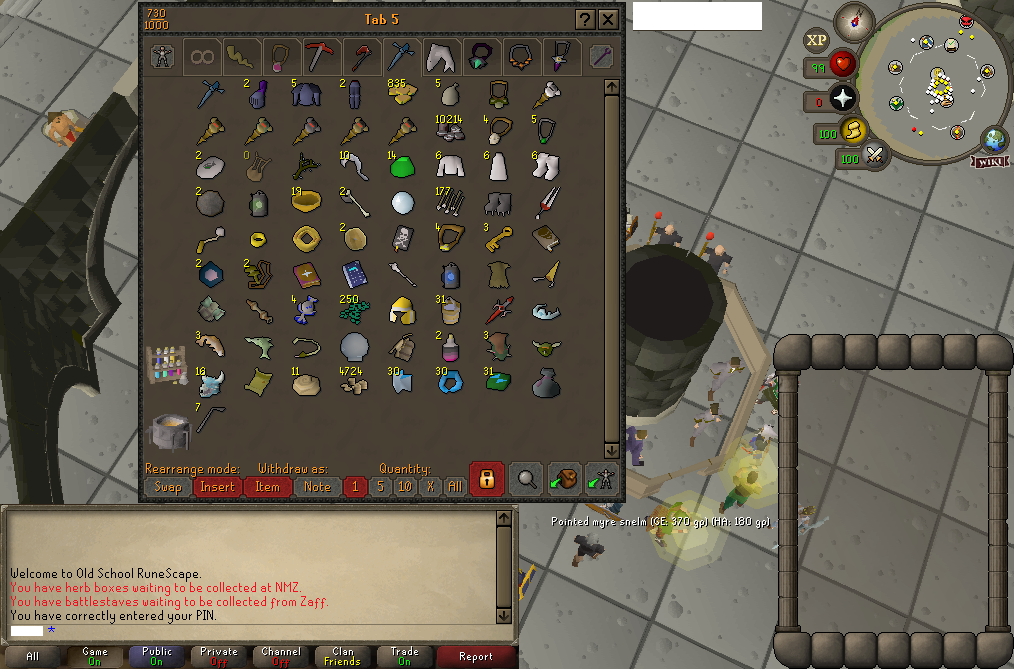 730
1000
Tab 5
?
XP
99
0
100
100
WIKI
2
5
2
835
5
10214
4
5
2
0
10
14
6
6
6
2
19
2
177
2
4
3
2
2
4
250
31
3
2
3
16
11
4724
30
30
31
7
Rearrange mode:
Withdraw as:
Quantity:
Swap
Insert
Item
Note
1
5
10
X
All
Pointed myre snelm (GE: 370 gp) (HA: 180 gp)
Welcome to Old School RuneScape.
You have herb boxes waiting to be collected at NMZ.
You have battlestaves waiting to be collected from Zaff.
You have correctly entered your PIN.
*
All
Game
On
Public
On
Private
Off
Channel
Off
Clan
Friends
Trade
On
Report